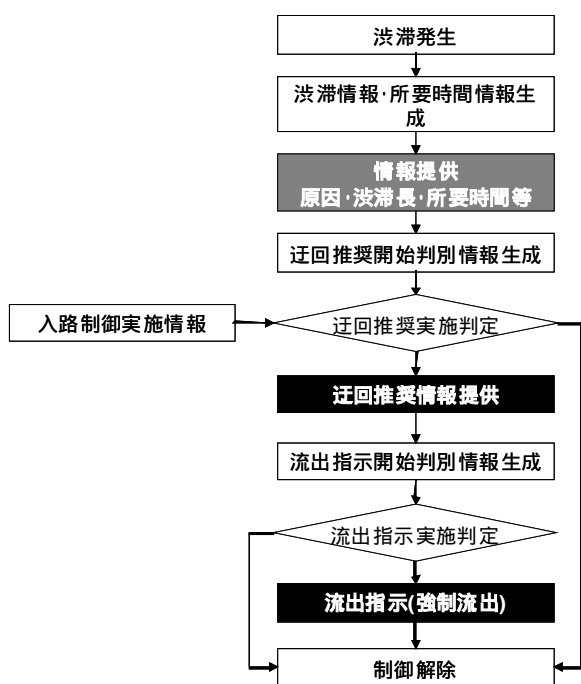 渋滞発生
渋滞情報･所要時間情報生
成
情報提供
原因･渋滞長･所要時間等
迂回推奨開始判別情報生成
入路制御実施情報
迂回推奨実施判定
迂回推奨情報提供
流出指示開始判別情報生成
流出指示実施判定
流出指示(強制流出)
制御解除